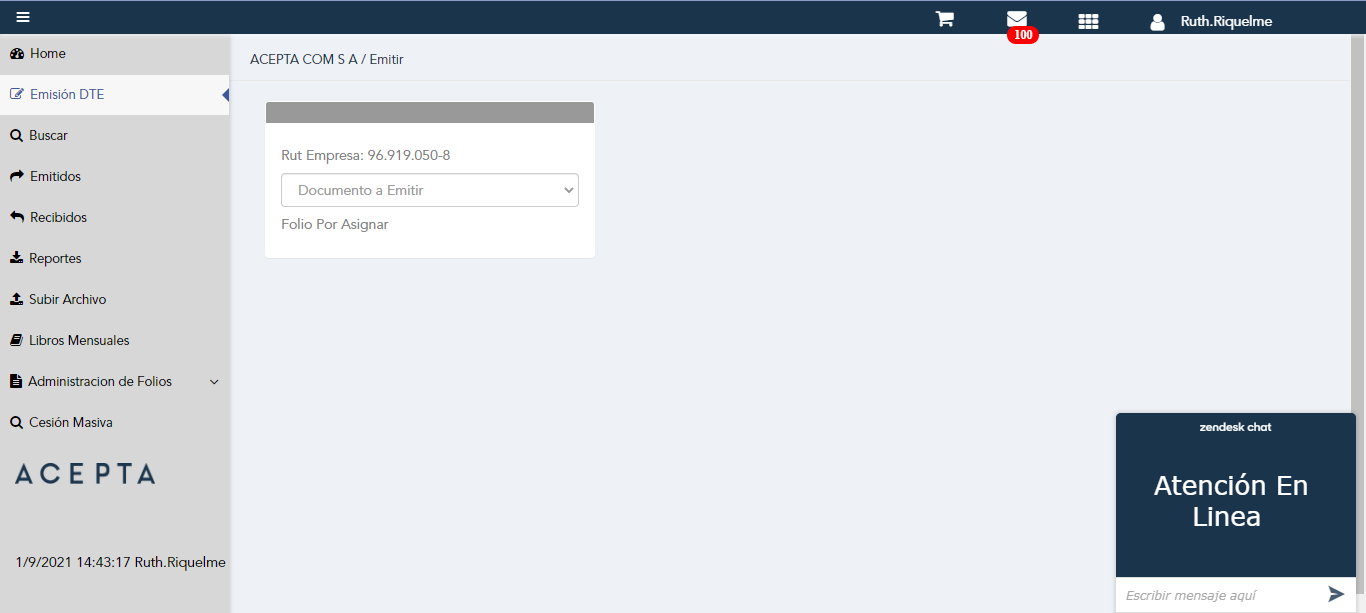 100
Ruth.Riquelme
Home
Emisión DTE
Buscar
Emitidos
Recibidos
Reportes
Subir Archivo
Libros Mensuales
Administracion de Folios
Cesión Masiva
ACEPTA
1/9/2021 14:43:17 Ruth.Riquelme
ACEPTA COM S A / Emitir
Rut Empresa: 96.919.050-8
Documento a Emitir
Folio Por Asignar
zendesk chat
Atención En
Linea
Escribir mensaje aquí